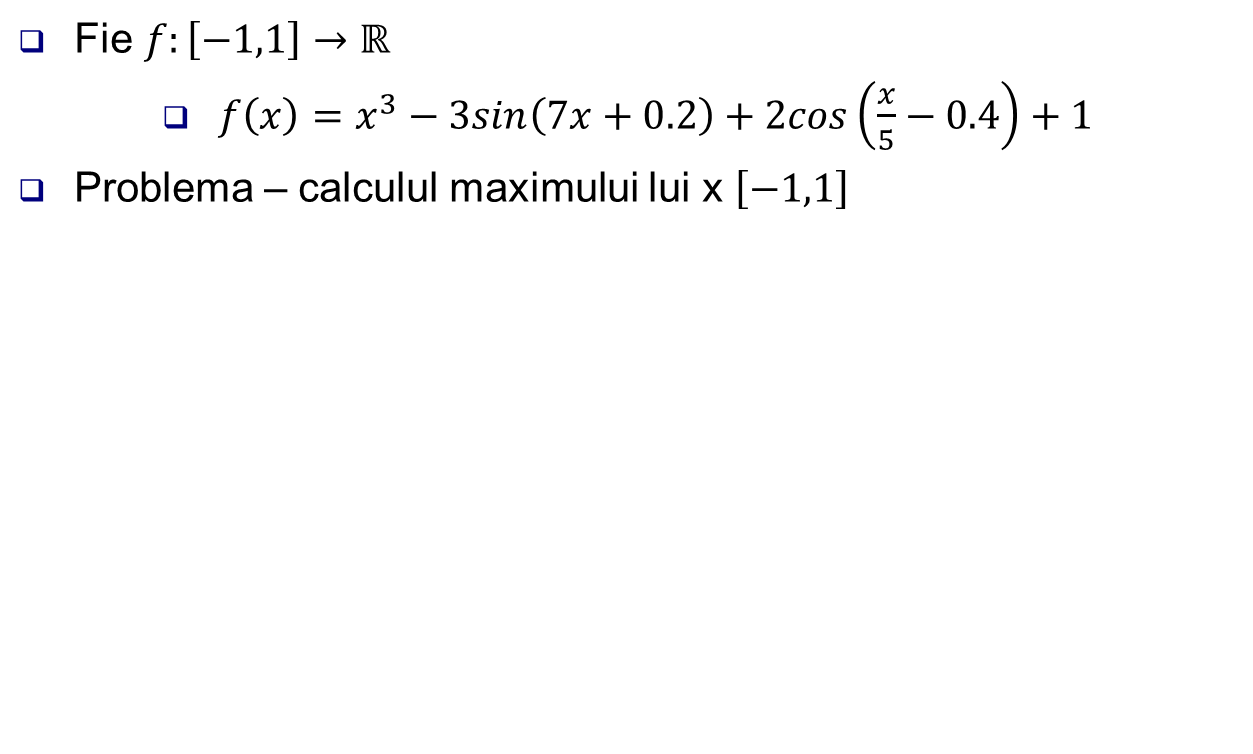 Fie 𝑓: [−1,1] → ℝ
𝑓(𝑥) = 𝑥³ − 3𝑠𝑖𝑛(7𝑥 + 0.2) + 2𝑐𝑜𝑠(𝑥/5 − 0.4) + 1
Problema – calculul maximului lui x [−1,1]